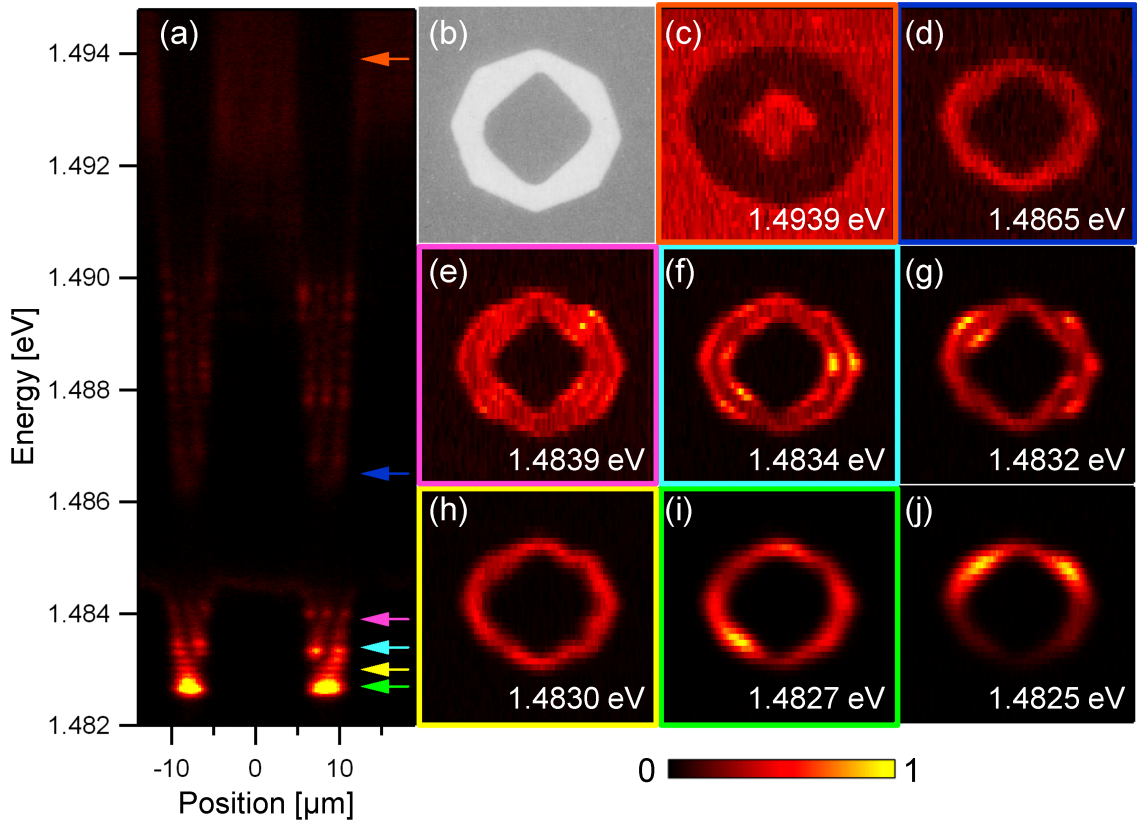 (a)
(b)
(c)
(d)
1.494
1.492
1.490
1.488
1.486
1.484
1.482
Energy [eV]
-10
0
10
Position [µm]
1.4939 eV
1.4865 eV
(e)
(f)
(g)
1.4839 eV
1.4834 eV
1.4832 eV
(h)
(i)
(j)
1.4830 eV
1.4827 eV
1.4825 eV
0
1